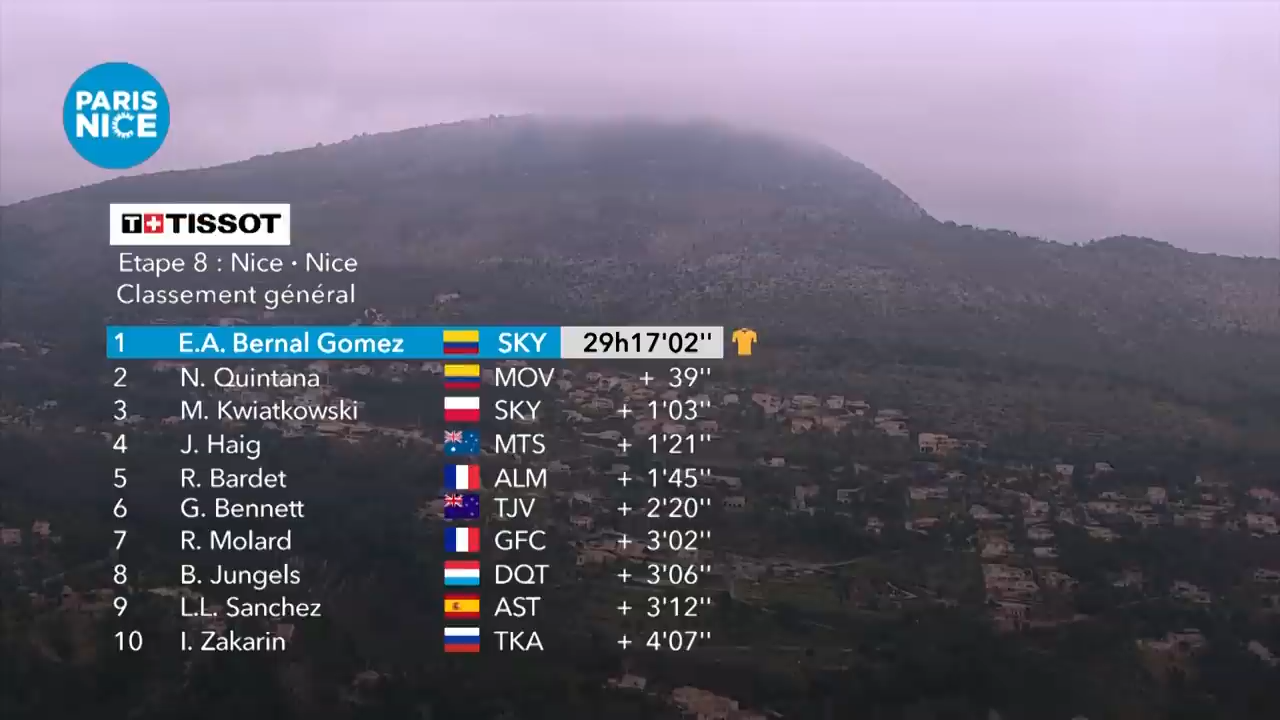 PARIS
NICE
T+TISSOT
Etape 8 : Nice · Nice
Classement général
1 E.A. Bernal Gomez SKY 29h17'02''
2 N. Quintana MOV + 39''
3 M. Kwiatkowski SKY + 1'03''
4 J. Haig MTS + 1'21''
5 R. Bardet ALM + 1'45''
6 G. Bennett TJV + 2'20''
7 R. Molard GFC + 3'02''
8 B. Jungels DQT + 3'06''
9 L.L. Sanchez AST + 3'12''
10 I. Zakarin TKA + 4'07''